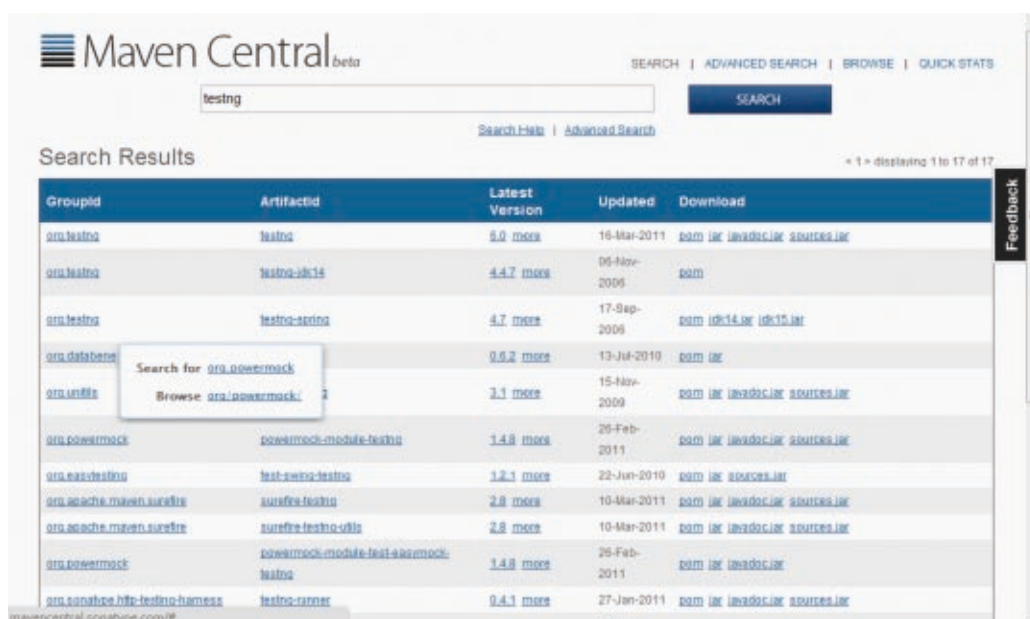 Maven Central beta
SEARCH | ADVANCED SEARCH | BROWSE | QUICK STATS
testng
SEARCH
Search Help | Advanced Search
Search Results
< 1 > displaying 1 to 17 of 17
GroupId ArtifactId Latest Version Updated Download
org.testng testng 6.0 more 16-Mar-2011 pom jar javadoc.jar sources.jar
org.testng testng-jdk14 4.4.7 more 06-Nov-2006 pom
org.testng testng-spring 4.7 more 17-Sep-2006 pom jdk14.jar jdk15.jar
org.databene 0.6.2 more 13-Jul-2010 pom jar
Search for org.powermock
Browse org/powermock/
org.unitils 3.1 more 15-Nov-2009 pom jar javadoc.jar sources.jar
org.powermock powermock-module-testng 1.4.8 more 26-Feb-2011 pom jar javadoc.jar sources.jar
org.easytesting fest-swing-testng 1.2.1 more 22-Jun-2010 pom jar sources.jar
org.apache.maven.surefire surefire-testng 2.8 more 10-Mar-2011 pom jar javadoc.jar sources.jar
org.apache.maven.surefire surefire-testng-utils 2.8 more 10-Mar-2011 pom jar javadoc.jar sources.jar
org.powermock powermock-module-test-easymock-testng 1.4.8 more 26-Feb-2011 pom jar javadoc.jar
org.sonatype.http-testing-harness testng-runner 0.4.1 more 27-Jan-2011 pom jar javadoc.jar sources.jar
mavencentral.sonatype.com/#
Feedback